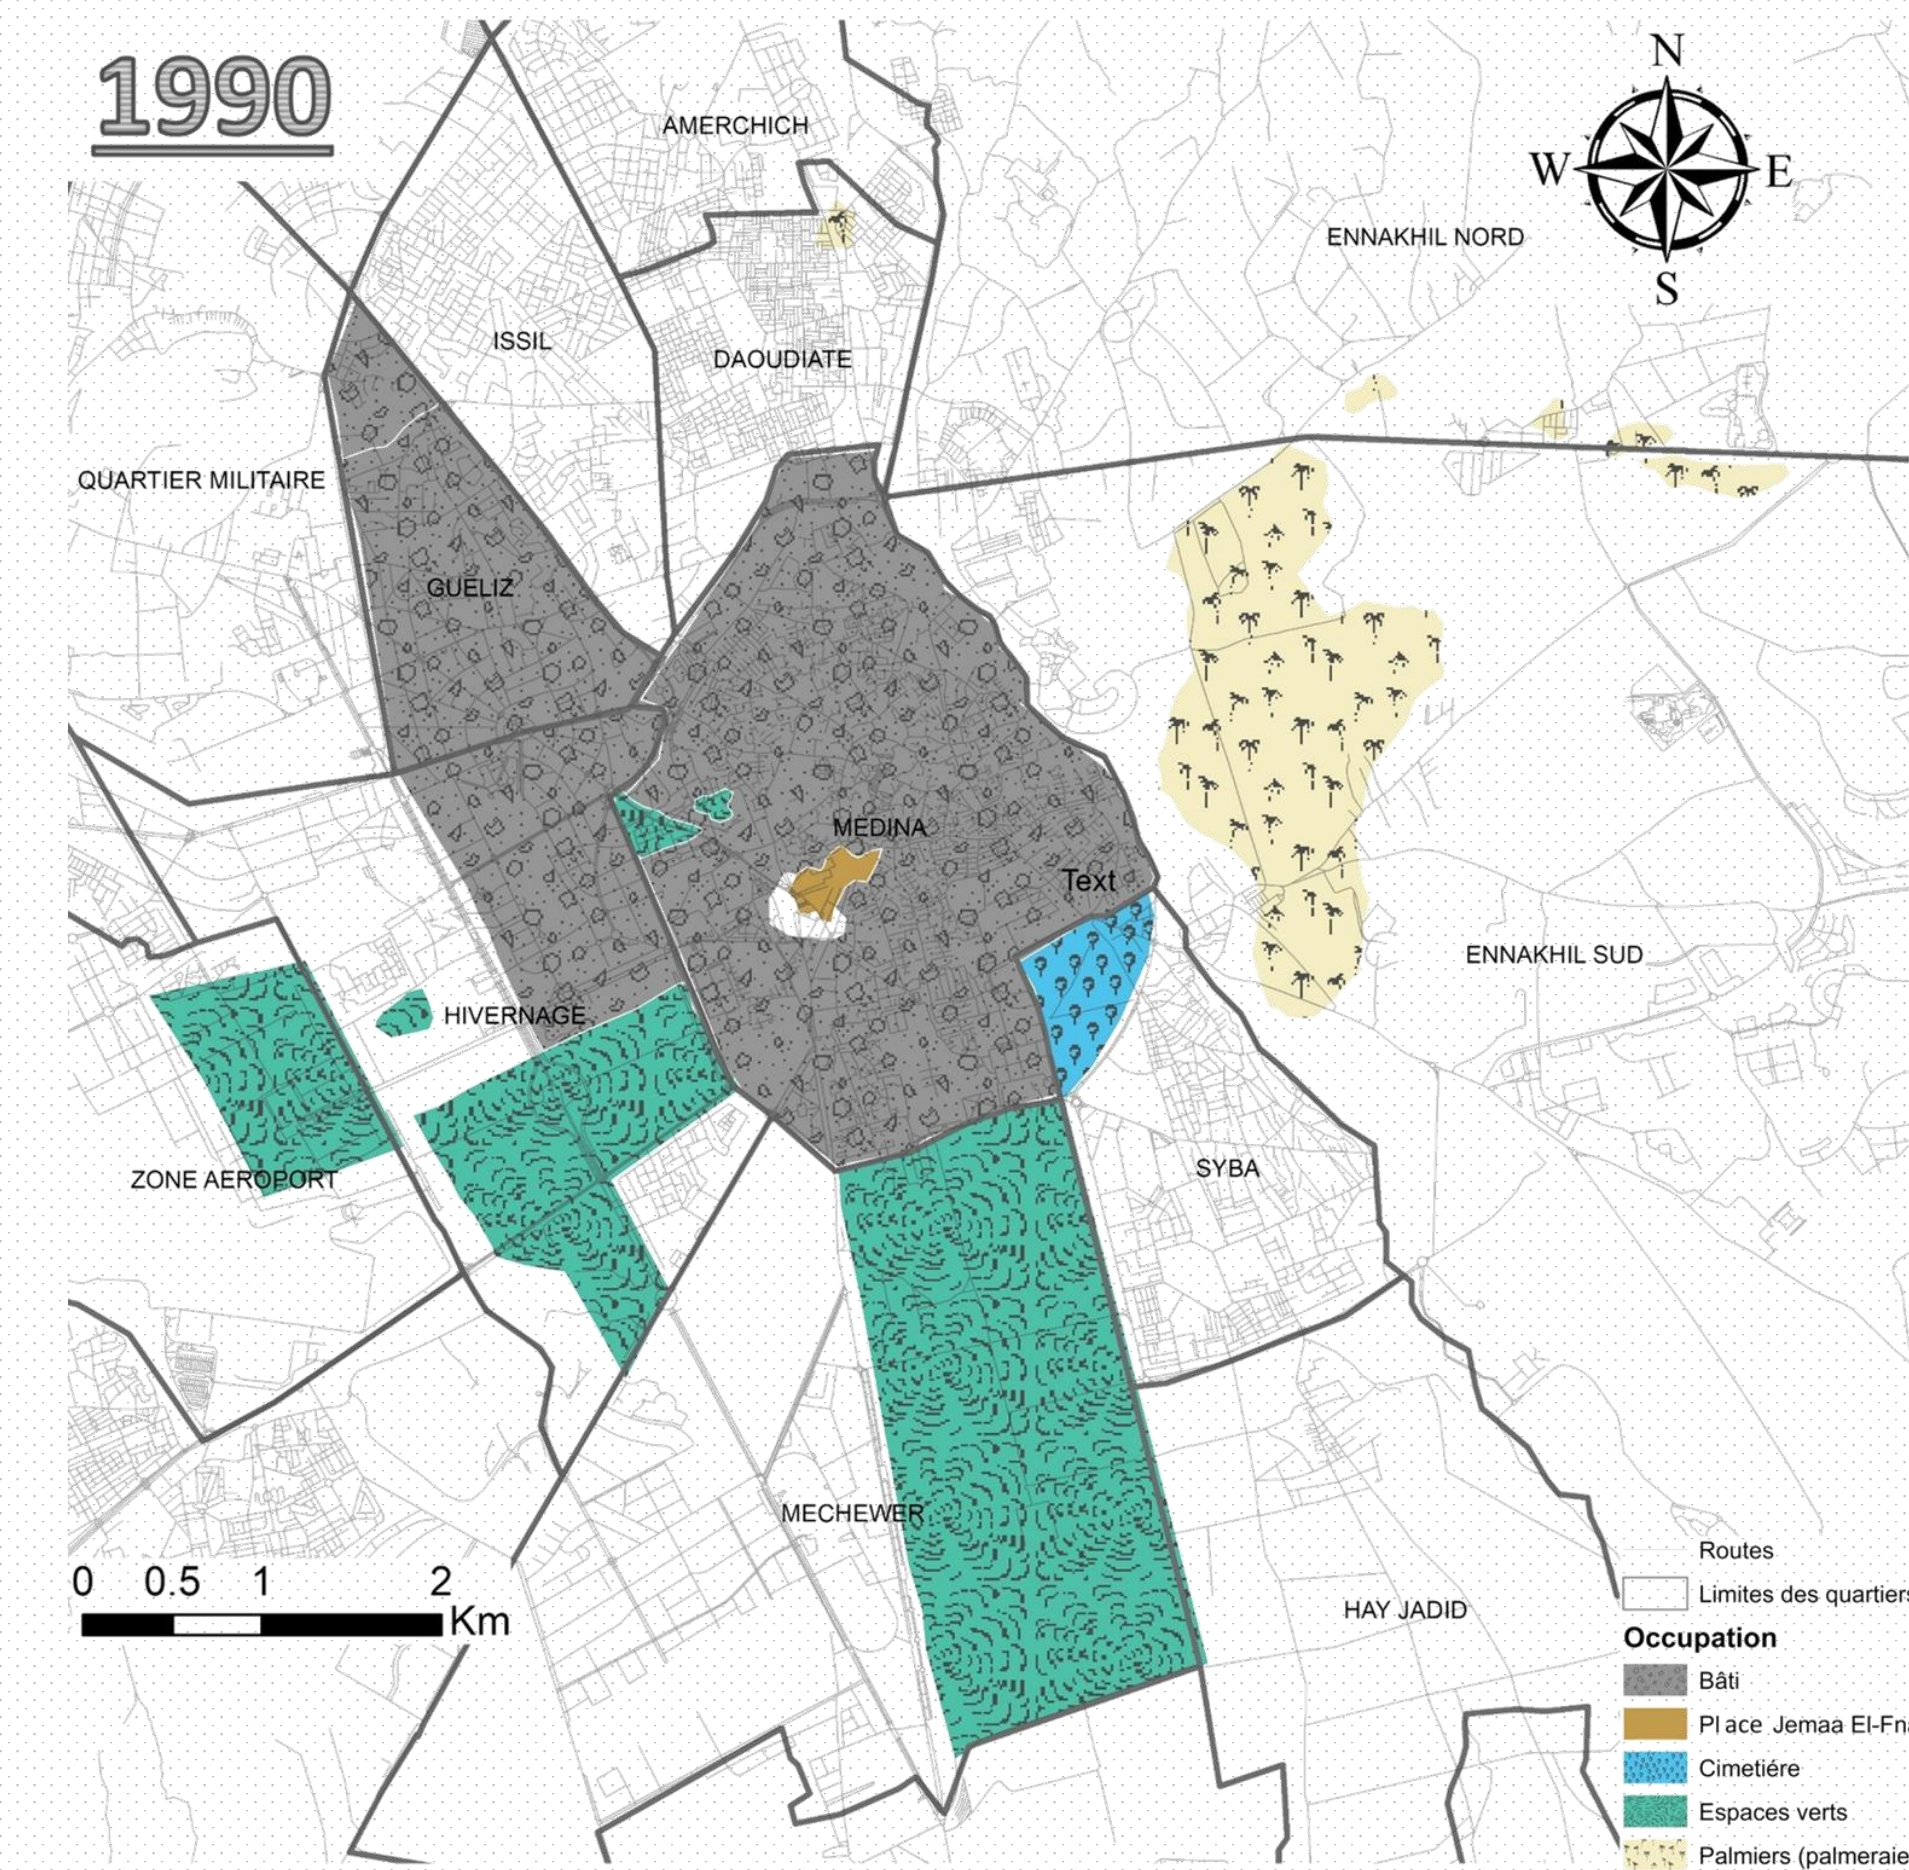 1990
N
W E
S
AMERCHICH
ENNAKHIL NORD
ISSIL
DAOUDIATE
QUARTIER MILITAIRE
GUELIZ
MEDINA
Text
ENNAKHIL SUD
HIVERNAGE
ZONE AEROPORT
SYBA
MECHEWER
HAY JADID
0 0.5 1 2
Km
Routes
Limites des quartiers
Occupation
Bâti
Pl ace Jemaa El-Fna
Cimetiére
Espaces verts
Palmiers (palmeraie